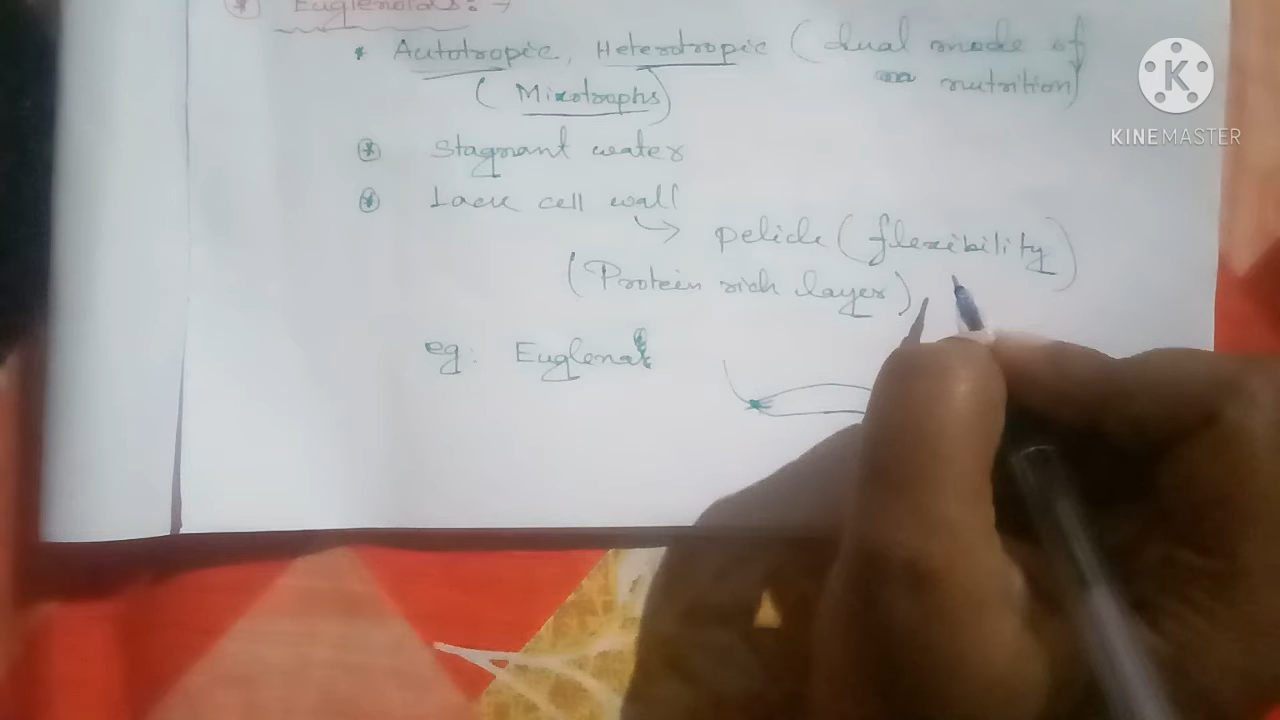 Euglenoids: →
* Autotropic, Heterotropic (dual mode of nutrition)
(Mixotrophs)
* Stagnant water
* Lack cell wall
→ pelicle (flexibility)
(Protein rich layer)
eg: Euglena
K
KINEMASTER